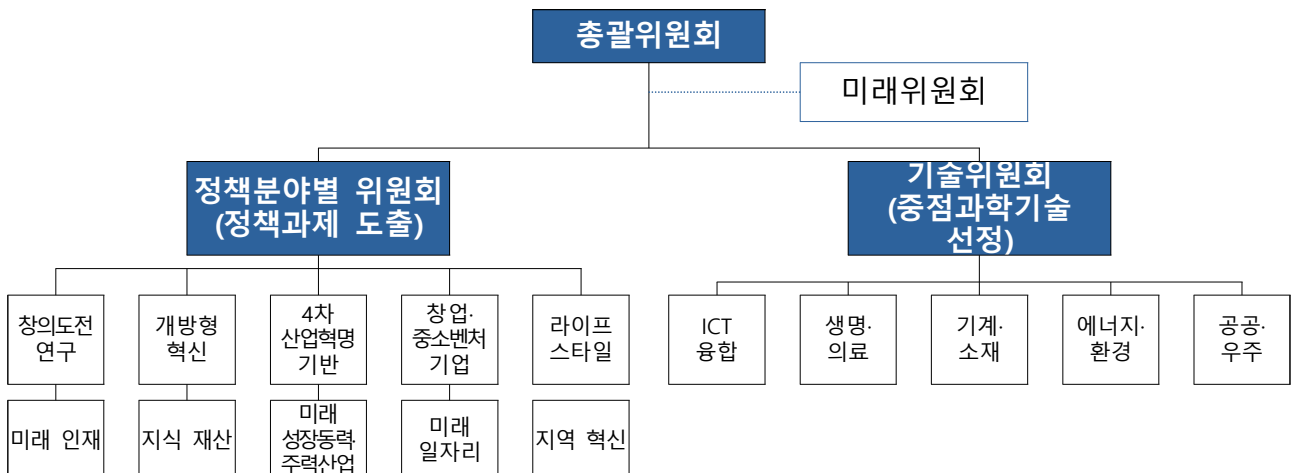 총괄위원회
미래위원회
정책분야별 위원회
(정책과제 도출)
기술위원회
(중점과학기술
선정)
창의도전
연구
개방형
혁신
4차
산업혁명
기반
창업·
중소벤처
기업
라이프
스타일
ICT
융합
생명·
의료
기계·
소재
에너지·
환경
공공·
우주
미래 인재
지식 재산
미래
성장동력·
주력산업
미래
일자리
지역 혁신